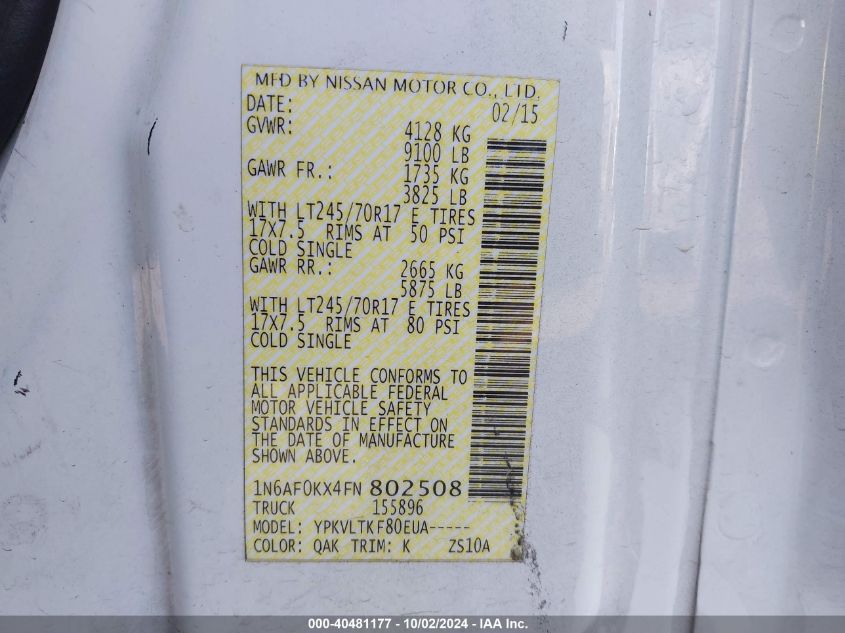 MFD BY NISSAN MOTOR CO., LTD.
DATE: 02/15
GVWR: 4128 KG
9100 LB
GAWR FR.: 1735 KG
3825 LB
WITH LT245/70R17 E TIRES
17X7.5 RIMS AT 50 PSI
COLD SINGLE
GAWR RR.: 2665 KG
5875 LB
WITH LT245/70R17 E TIRES
17X7.5 RIMS AT 80 PSI
COLD SINGLE
THIS VEHICLE CONFORMS TO
ALL APPLICABLE FEDERAL
MOTOR VEHICLE SAFETY
STANDARDS IN EFFECT ON
THE DATE OF MANUFACTURE
SHOWN ABOVE.
1N6AF0KX4FN 802508
TRUCK 155896
MODEL: YPKVLTKF80EUA-----
COLOR: QAK TRIM: K ZS10A
000-40481177 - 10/02/2024 - IAA Inc.